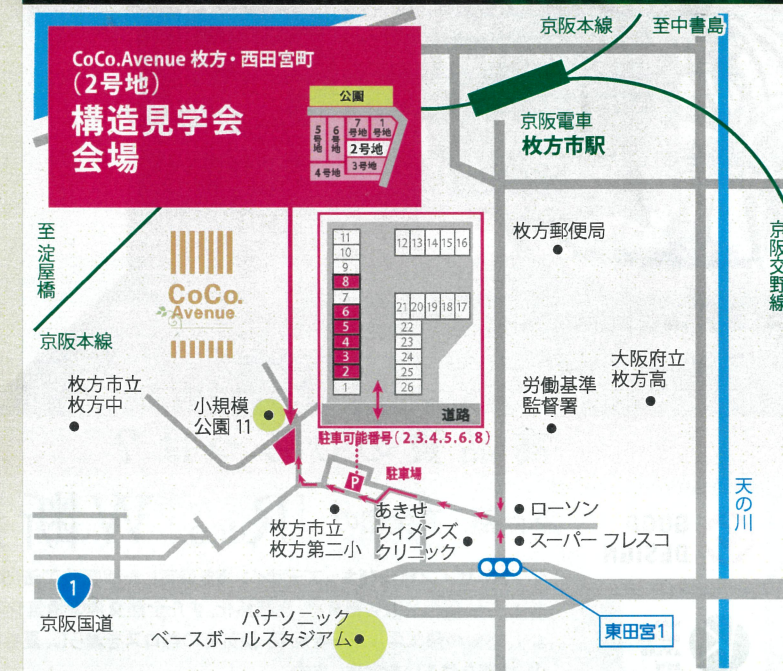 CoCo.Avenue 枚方・西田宮町
(2号地)
構造見学会
会場
公園
5号地
6号地
7号地
1号地
2号地
3号地
4号地
京阪本線
至中書島
京阪電車
枚方市駅
京阪交野線
至 淀屋橋
京阪本線
CoCo.
Avenue
11
10
9
8
7
6
5
4
3
2
1
12 13 14 15 16
21 20 19 18 17
22
23
24
25
26
道路
駐車可能番号(2.3.4.5.6.8)
駐車場
P
枚方郵便局
労働基準
監督署
大阪府立
枚方高
枚方市立
枚方中
小規模
公園 11
枚方市立
枚方第二小
あきせ
ウィメンズ
クリニック
ローソン
スーパー フレスコ
天の川
1
京阪国道
パナソニック
ベースボールスタジアム
東田宮1